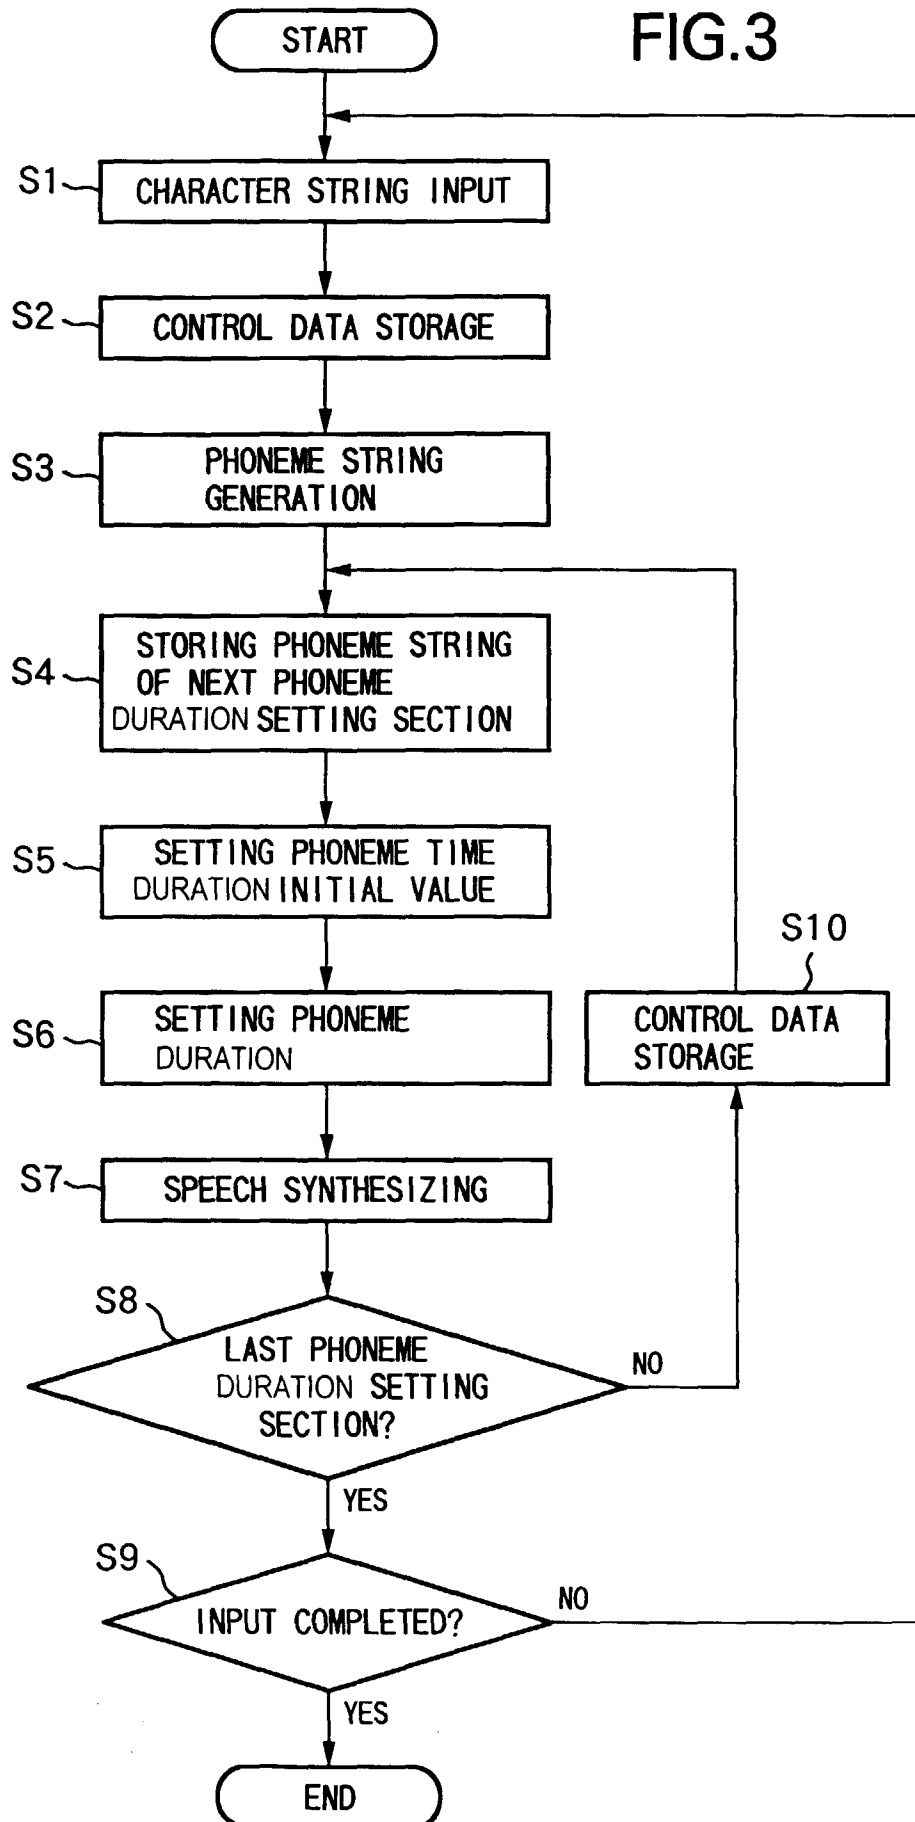 START
FIG.3
S1
CHARACTER STRING INPUT
S2
CONTROL DATA STORAGE
S3
PHONEME STRING
GENERATION
S4
STORING PHONEME STRING
OF NEXT PHONEME
DURATION SETTING SECTION
S5
SETTING PHONEME TIME
DURATION INITIAL VALUE
S10
S6
SETTING PHONEME
DURATION
CONTROL DATA
STORAGE
S7
SPEECH SYNTHESIZING
S8
LAST PHONEME
DURATION SETTING
SECTION?
NO
YES
S9
INPUT COMPLETED?
NO
YES
END